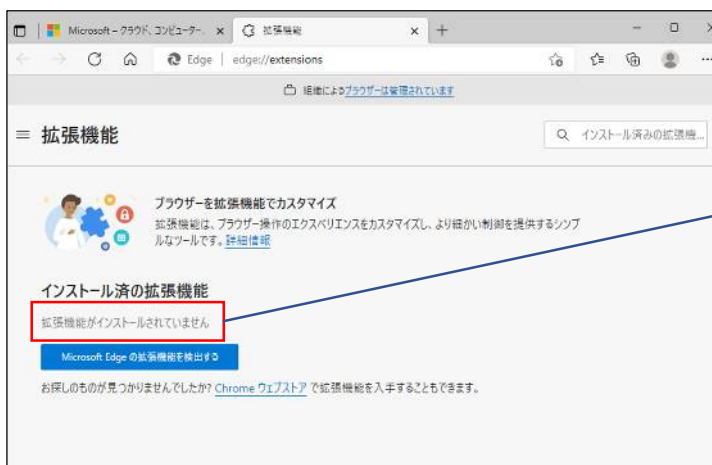 Microsoft – クラウド、コンピューター、
拡張機能
Edge
edge://extensions
組織によるブラウザーは管理されています
拡張機能
インストール済みの拡張機...
ブラウザーを拡張機能でカスタマイズ
拡張機能は、ブラウザー操作のエクスペリエンスをカスタマイズし、より細かい制御を提供するシンプ
ルなツールです。詳細情報
インストール済の拡張機能
拡張機能がインストールされていません
Microsoft Edge の拡張機能を検出する
お探しのものが見つかりませんでしたか? Chrome ウェブストア で拡張機能を入手することもできます。